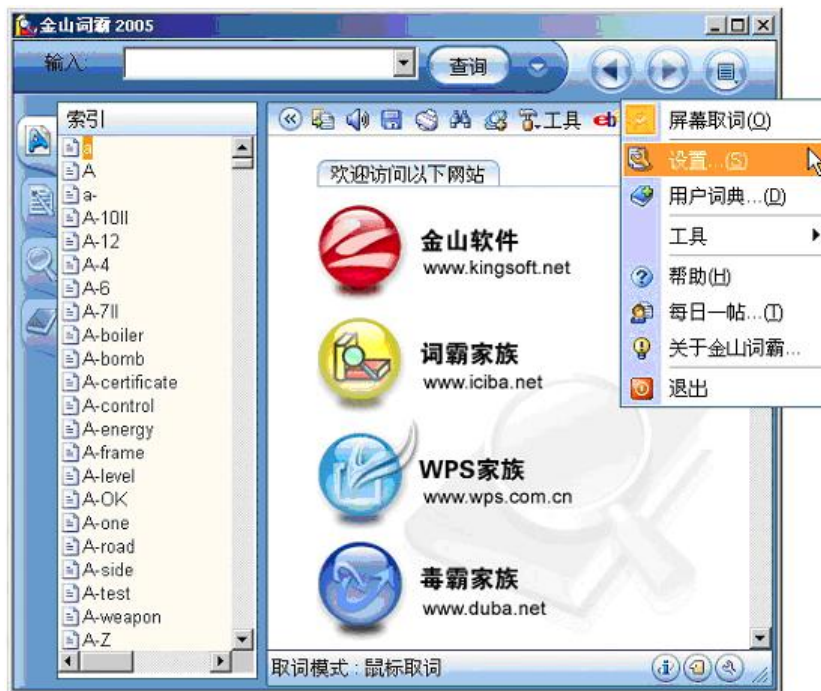 金山词霸 2005
输入:
查询
索引
a
A
a-
A-10II
A-12
A-4
A-6
A-7II
A-boiler
A-bomb
A-certificate
A-control
A-energy
A-frame
A-level
A-OK
A-one
A-road
A-side
A-test
A-weapon
A-Z
工具
eb
欢迎访问以下网站
金山软件
www.kingsoft.net
词霸家族
www.iciba.net
WPS家族
www.wps.com.cn
毒霸家族
www.duba.net
屏幕取词(O)
设置...(S)
用户词典...(D)
工具
帮助(H)
每日一帖...(T)
关于金山词霸...
退出
取词模式 : 鼠标取词